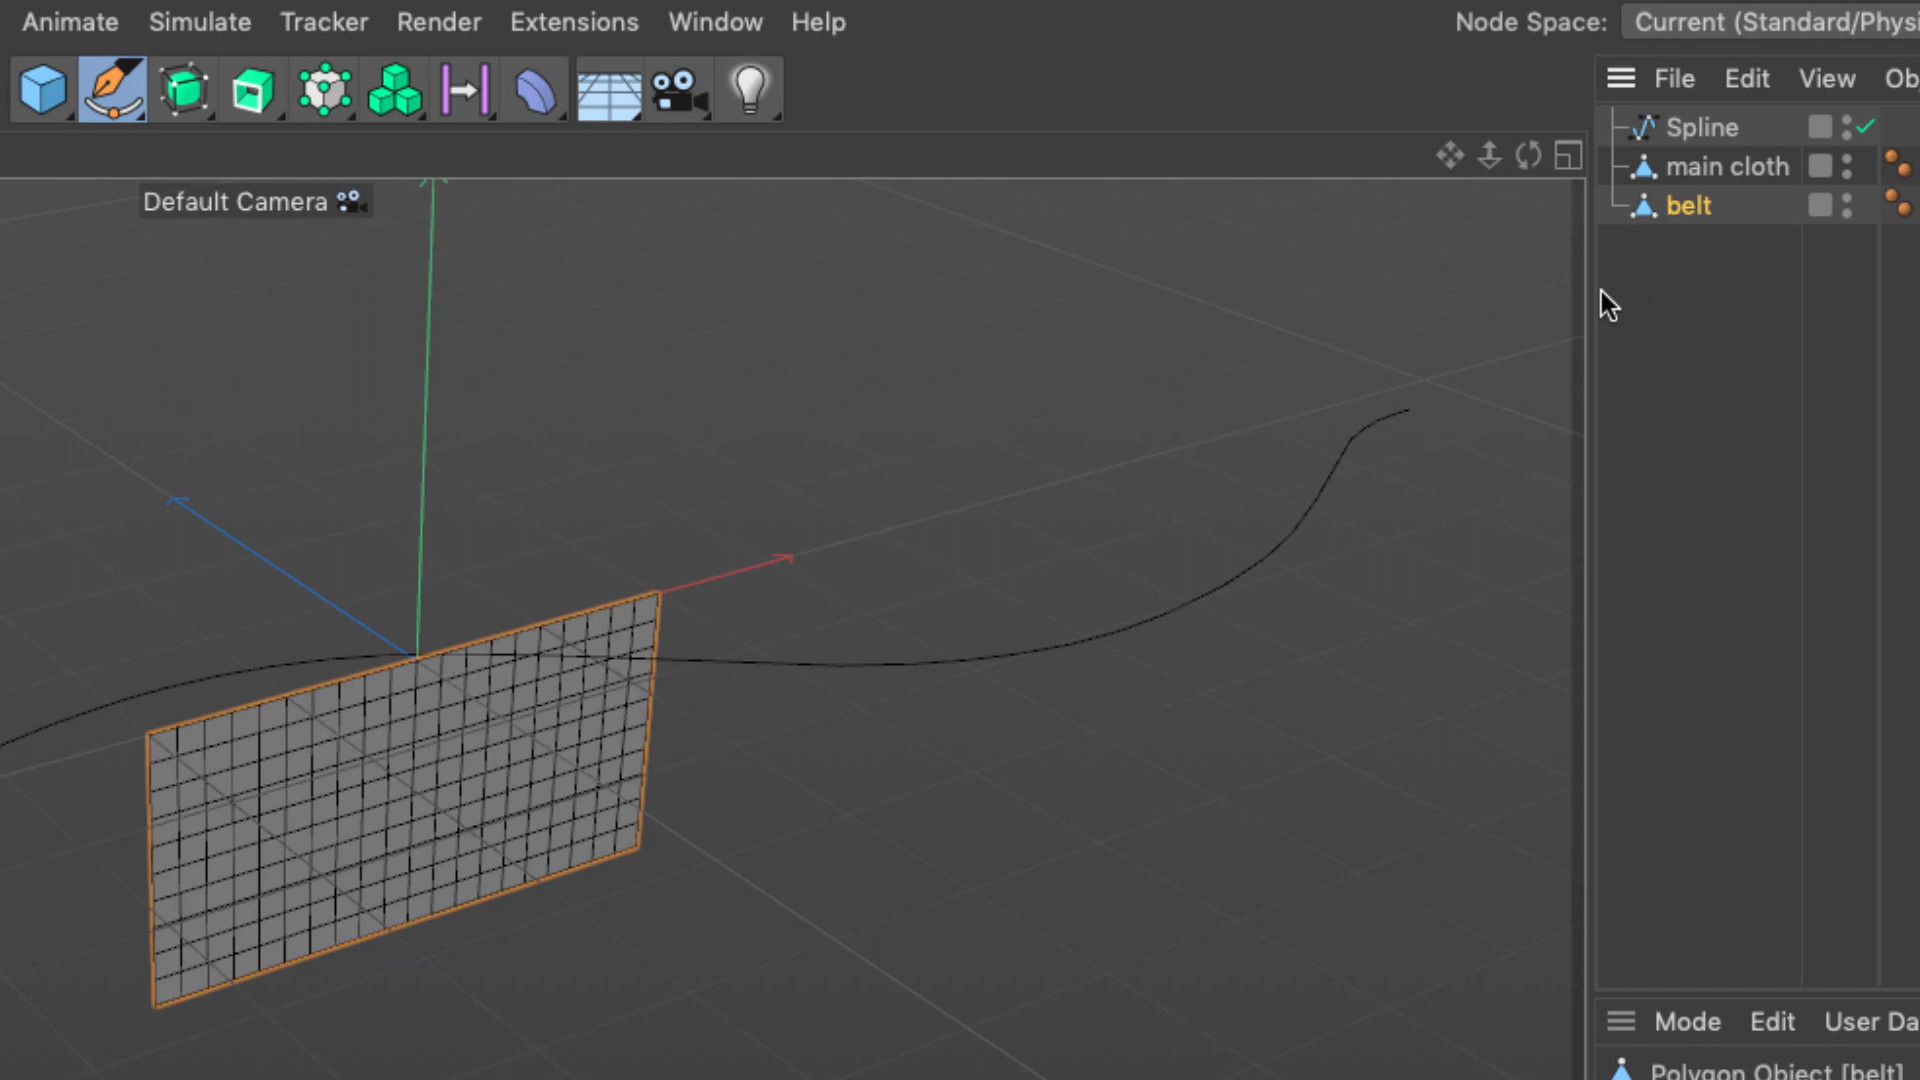 Animate Simulate Tracker Render Extensions Window Help
Node Space: Current (Standard/Physi
File Edit View Ob
Spline
main cloth
belt
Default Camera
Mode Edit User Da
Polygon Object [belt]